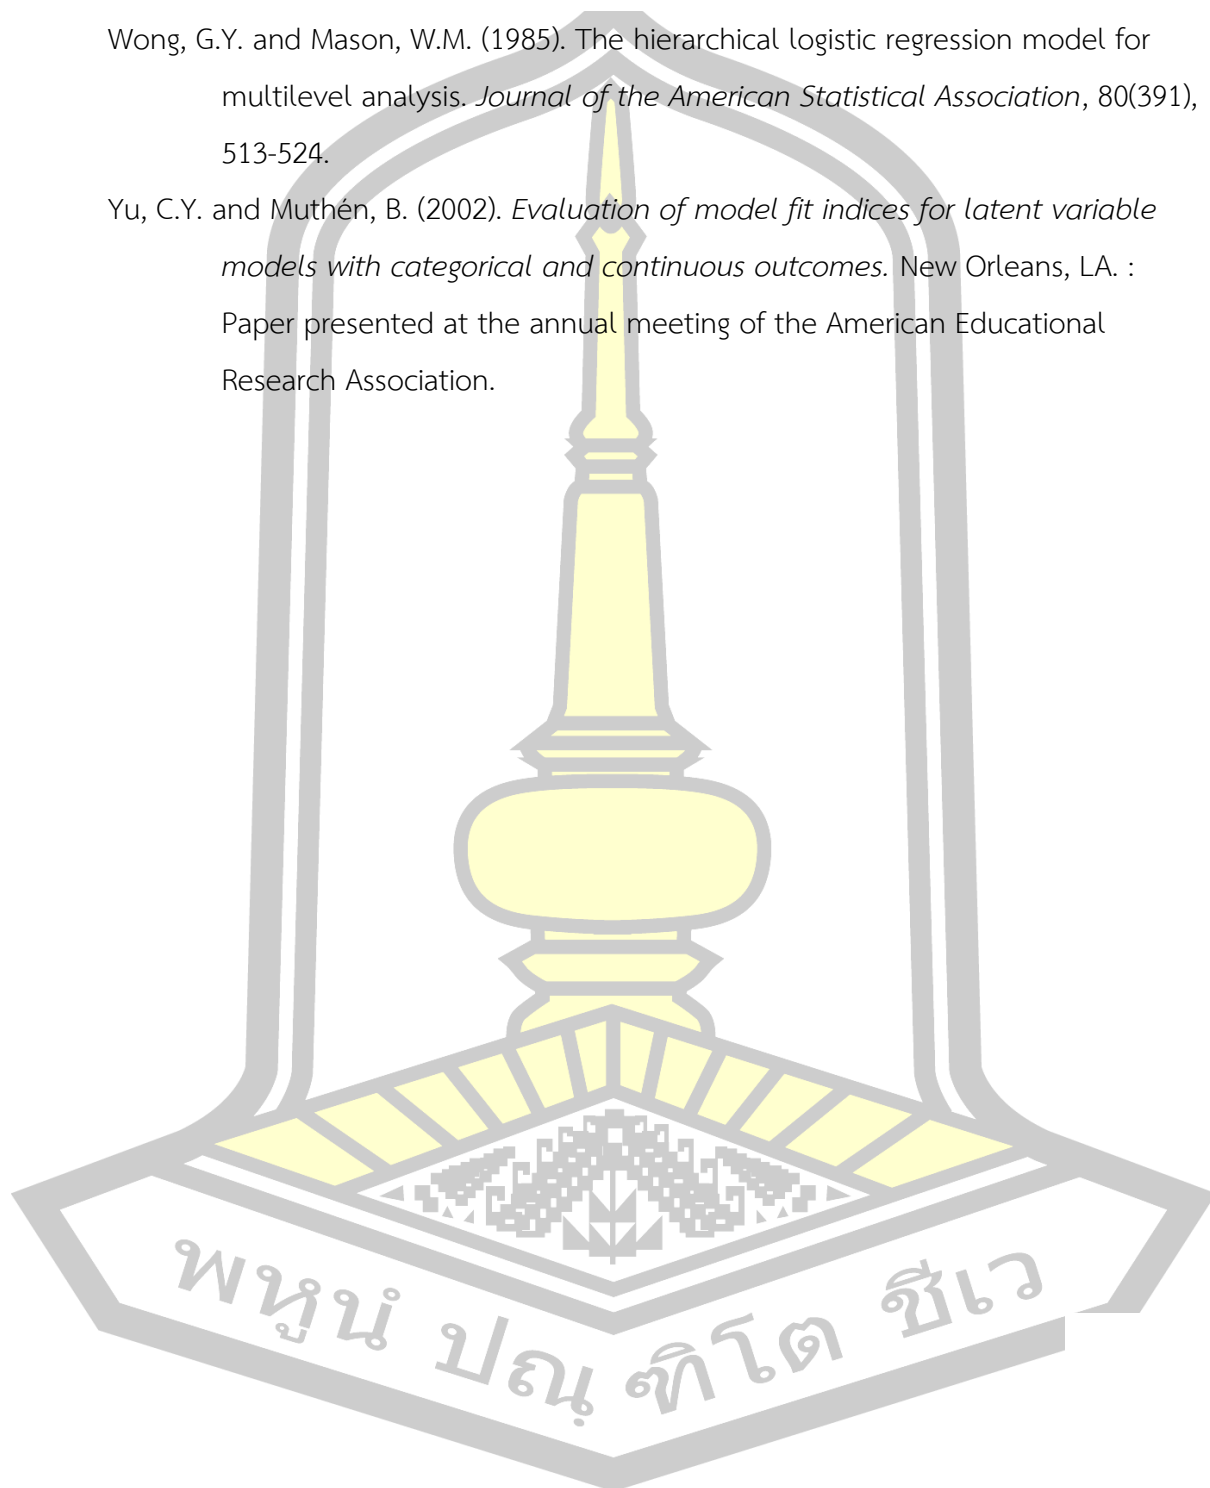 Wong, G.Y. and Mason, W.M. (1985). The hierarchical logistic regression model for
multilevel analysis. Journal of the American Statistical Association, 80(391),
513-524.
Yu, C.Y. and Muthén, B. (2002). Evaluation of model fit indices for latent variable
models with categorical and continuous outcomes. New Orleans, LA. :
Paper presented at the annual meeting of the American Educational
Research Association.
พหูนํ ปณฺฑิโต ชีเว